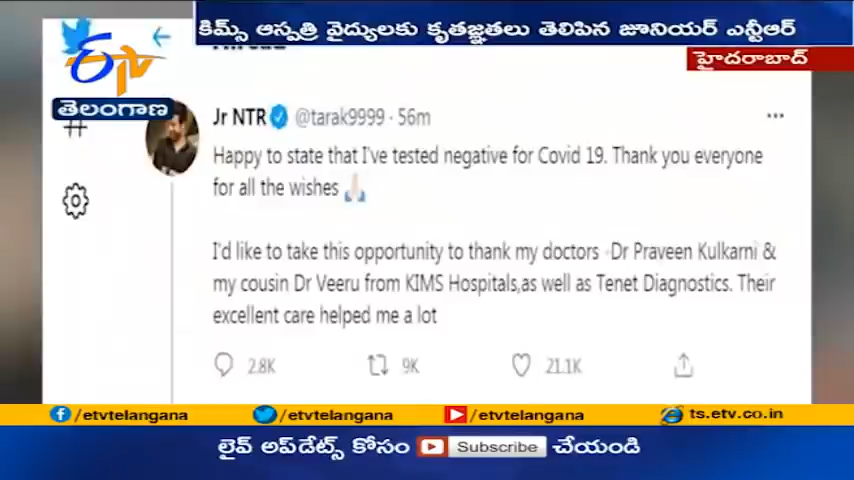 కిమ్స్ ఆస్పత్రి వైద్యులకు కృతజ్ఞతలు తెలిపిన జూనియర్ ఎన్టీఆర్
హైదరాబాద్
etv
తెలంగాణ
Thread
#
Jr NTR @tarak9999 · 56m
Happy to state that I've tested negative for Covid 19. Thank you everyone
for all the wishes 🙏🏻
I'd like to take this opportunity to thank my doctors -Dr Praveen Kulkarni &
my cousin Dr Veeru from KIMS Hospitals,as well as Tenet Diagnostics. Their
excellent care helped me a lot
2.8K 9K 21.1K
/etvtelangana /etvtelangana /etvtelangana ts.etv.co.in
లైవ్ అప్‌డేట్స్ కోసం Subscribe చేయండి